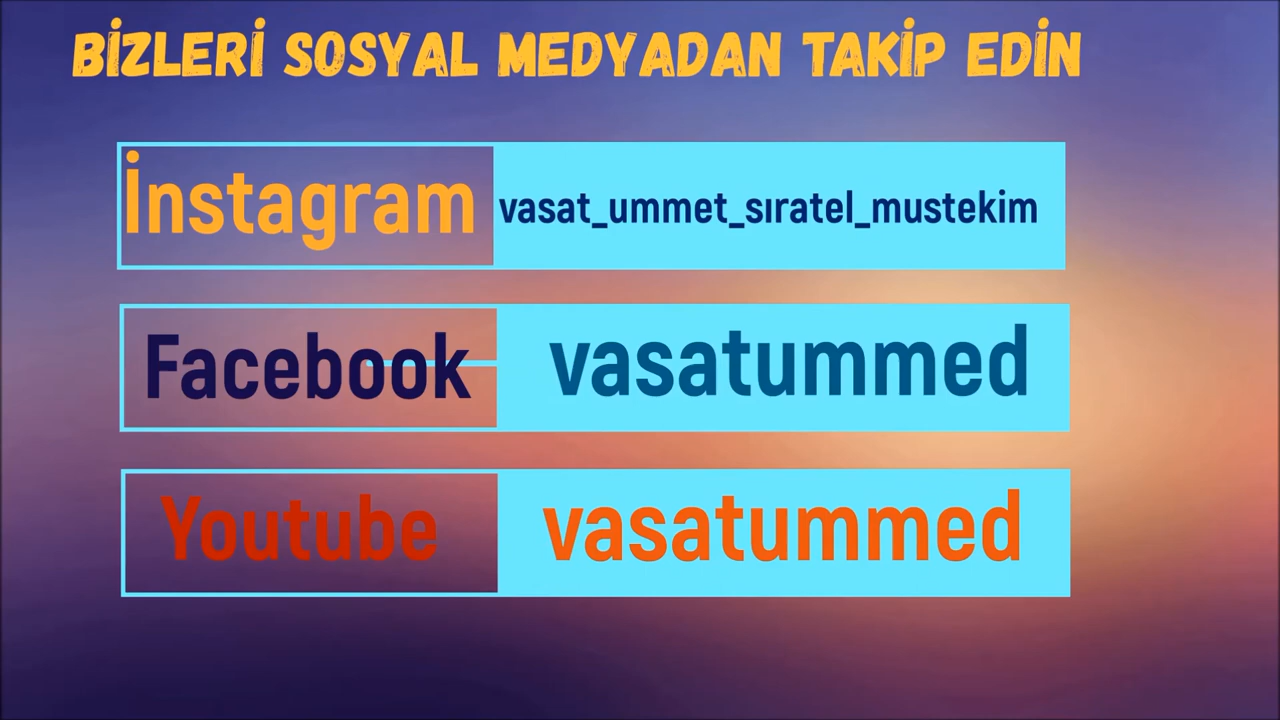 BİZLERİ SOSYAL MEDYADAN TAKİP EDİN
İnstagram vasat_ummet_sıratel_mustekim
Facebook vasatummed
Youtube vasatummed